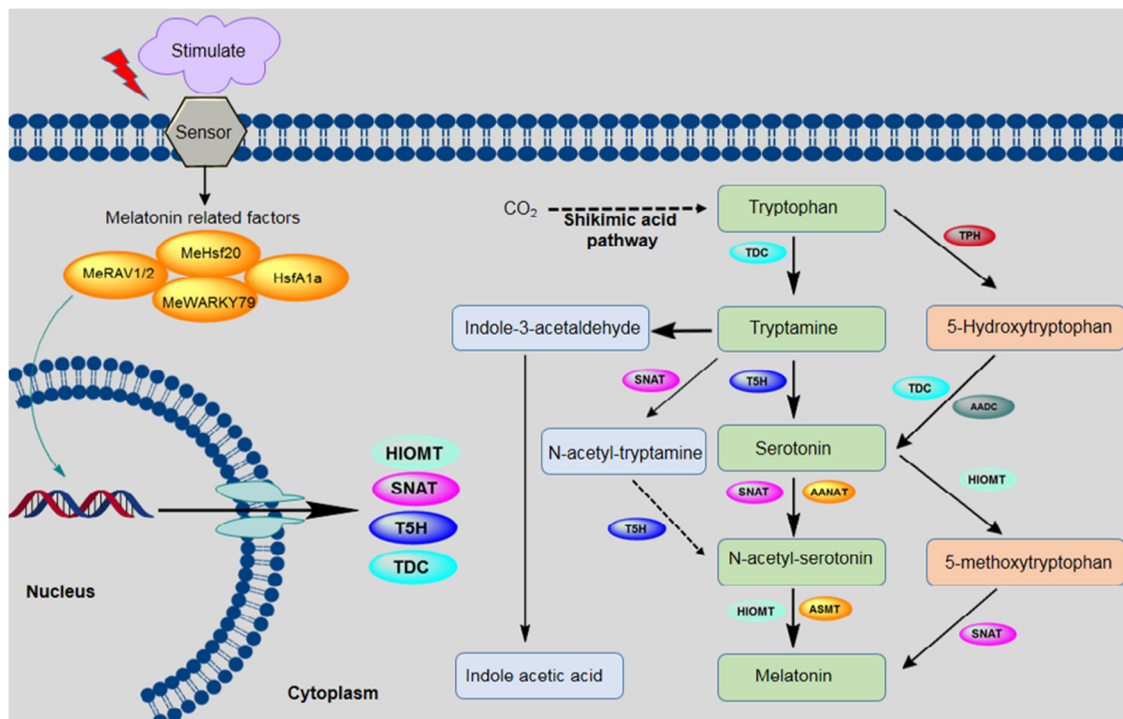 Stimulate
Sensor
Melatonin related factors
MeHsf20
MeRAV1/2
HsfA1a
MeWARKY79
CO2
Shikimic acid
pathway
Tryptophan
TPH
TDC
Indole-3-acetaldehyde
Tryptamine
5-Hydroxytryptophan
SNAT
T5H
TDC
AADC
N-acetyl-tryptamine
Serotonin
HIOMT
SNAT
AANAT
T5H
N-acetyl-serotonin
5-methoxytryptophan
HIOMT
ASMT
SNAT
Indole acetic acid
Melatonin
HIOMT
SNAT
T5H
TDC
Nucleus
Cytoplasm